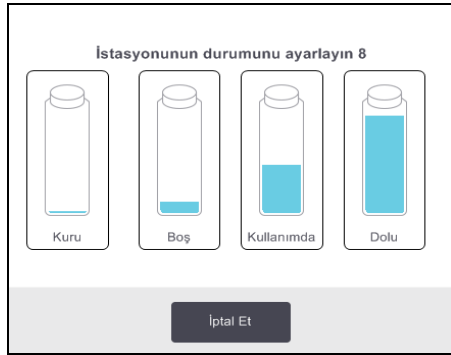 İstasyonunun durumunu ayarlayın 8
Kuru
Boş
Kullanımda
Dolu
İptal Et